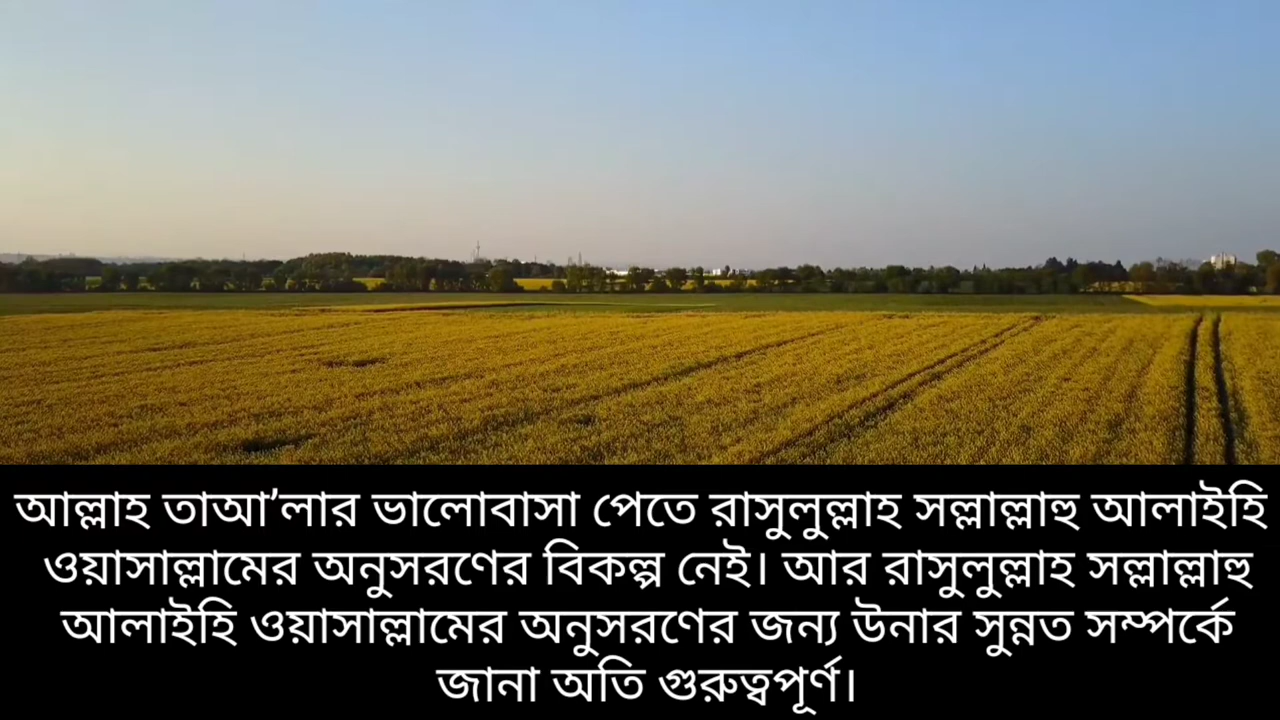 আল্লাহ তাআ’লার ভালোবাসা পেতে রাসুলুল্লাহ সল্লাল্লাহু আলাইহি
ওয়াসাল্লামের অনুসরণের বিকল্প নেই। আর রাসুলুল্লাহ সল্লাল্লাহু
আলাইহি ওয়াসাল্লামের অনুসরণের জন্য উনার সুন্নত সম্পর্কে
জানা অতি গুরুত্বপূর্ণ।